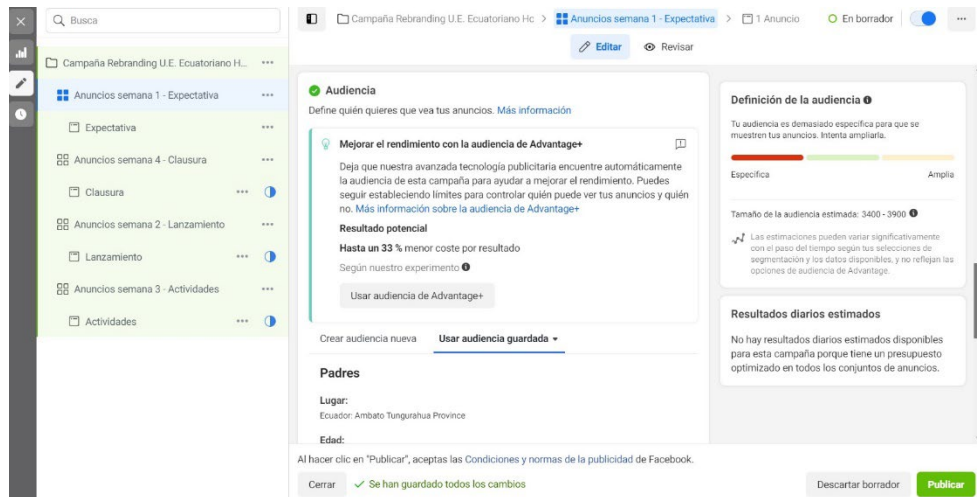 Busca
Campaña Rebranding U.E. Ecuatoriano H...
Anuncios semana 1 - Expectativa
Expectativa
Anuncios semana 4 - Clausura
Clausura
Anuncios semana 2 - Lanzamiento
Lanzamiento
Anuncios semana 3 - Actividades
Actividades
Campaña Rebranding U.E. Ecuatoriano Hc > Anuncios semana 1 - Expectativa > 1 Anuncio
En borrador
Editar
Revisar
Audiencia
Define quién quieres que vea tus anuncios. Más información
Mejorar el rendimiento con la audiencia de Advantage+
Deja que nuestra avanzada tecnología publicitaria encuentre automáticamente
la audiencia de esta campaña para ayudar a mejorar el rendimiento. Puedes
seguir estableciendo límites para controlar quién puede ver tus anuncios y quién
no. Más información sobre la audiencia de Advantage+
Resultado potencial
Hasta un 33 % menor coste por resultado
Según nuestro experimento
Usar audiencia de Advantage+
Crear audiencia nueva
Usar audiencia guardada
Padres
Lugar:
Ecuador: Ambato Tungurahua Province
Edad:
Definición de la audiencia
Tu audiencia es demasiado específica para que se
muestren tus anuncios. Intenta ampliarla.
Específica
Amplia
Tamaño de la audiencia estimada: 3400 - 3900
Las estimaciones pueden variar significativamente
con el paso del tiempo según tus selecciones de
segmentación y los datos disponibles, y no reflejan las
opciones de audiencia de Advantage.
Resultados diarios estimados
No hay resultados diarios estimados disponibles
para esta campaña porque tiene un presupuesto
optimizado en todos los conjuntos de anuncios.
Al hacer clic en "Publicar", aceptas las Condiciones y normas de la publicidad de Facebook.
Cerrar
Se han guardado todos los cambios
Descartar borrador
Publicar